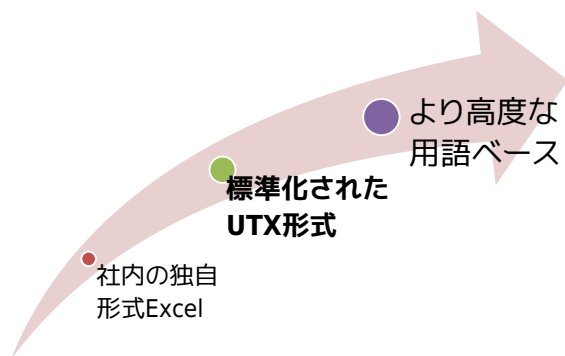 より高度な
用語ベース
標準化された
UTX形式
社内の独自
形式Excel